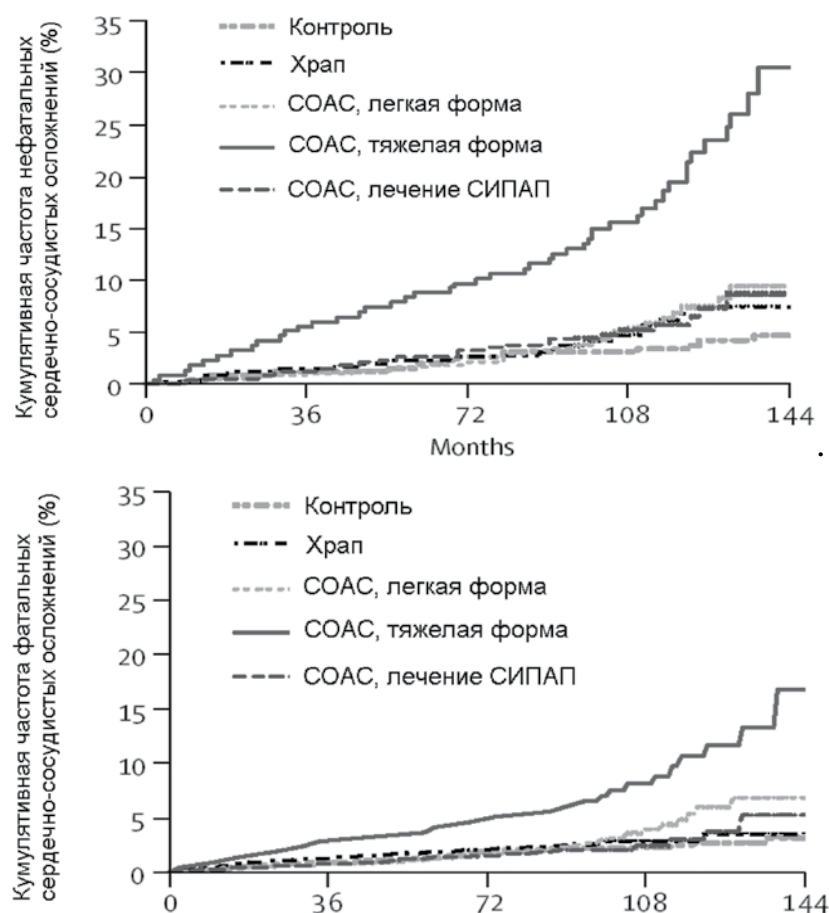 Кумулятивная частота нефатальных
сердечно-сосудистых осложнений (%)
35
30
25
20
15
10
5
0
Контроль
Храп
СОАС, легкая форма
СОАС, тяжелая форма
СОАС, лечение СИПАП
0 36 72 108 144
Months
.
Кумулятивная частота фатальных
сердечно-сосудистых осложнений (%)
35
30
25
20
15
10
5
0
Контроль
Храп
СОАС, легкая форма
СОАС, тяжелая форма
СОАС, лечение СИПАП
0 36 72 108 144